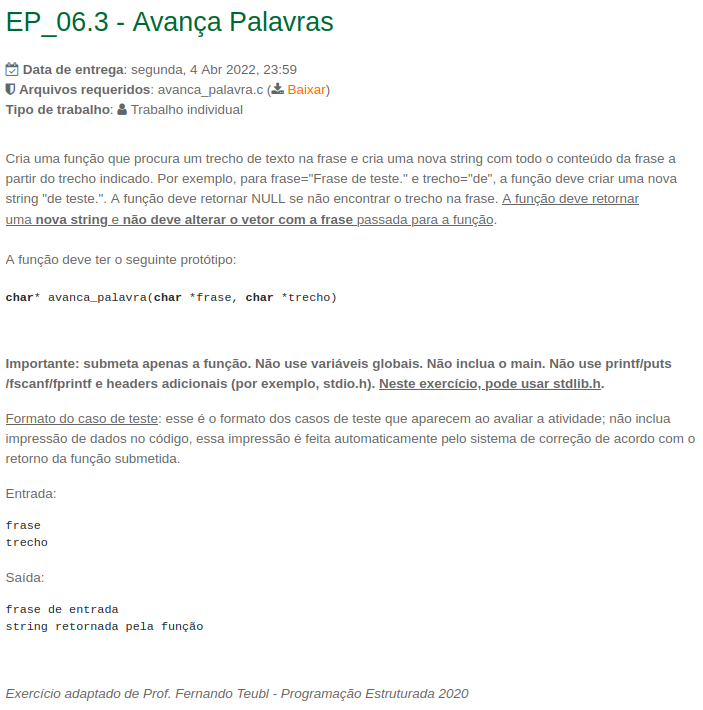 EP_06.3 - Avança Palavras
Data de entrega: segunda, 4 Abr 2022, 23:59
Arquivos requeridos: avanca_palavra.c (Baixar)
Tipo de trabalho: Trabalho individual
Cria uma função que procura um trecho de texto na frase e cria uma nova string com todo o conteúdo da frase a
partir do trecho indicado. Por exemplo, para frase="Frase de teste." e trecho="de", a função deve criar uma nova
string "de teste.". A função deve retornar NULL se não encontrar o trecho na frase. A função deve retornar
uma nova string e não deve alterar o vetor com a frase passada para a função.
A função deve ter o seguinte protótipo:
char* avanca_palavra(char *frase, char *trecho)
Importante: submeta apenas a função. Não use variáveis globais. Não inclua o main. Não use printf/puts
/fscanf/fprintf e headers adicionais (por exemplo, stdio.h). Neste exercício, pode usar stdlib.h.
Formato do caso de teste: esse é o formato dos casos de teste que aparecem ao avaliar a atividade; não inclua
impressão de dados no código, essa impressão é feita automaticamente pelo sistema de correção de acordo com o
retorno da função submetida.
Entrada:
frase
trecho
Saída:
frase de entrada
string retornada pela função
Exercício adaptado de Prof. Fernando Teubl - Programação Estruturada 2020